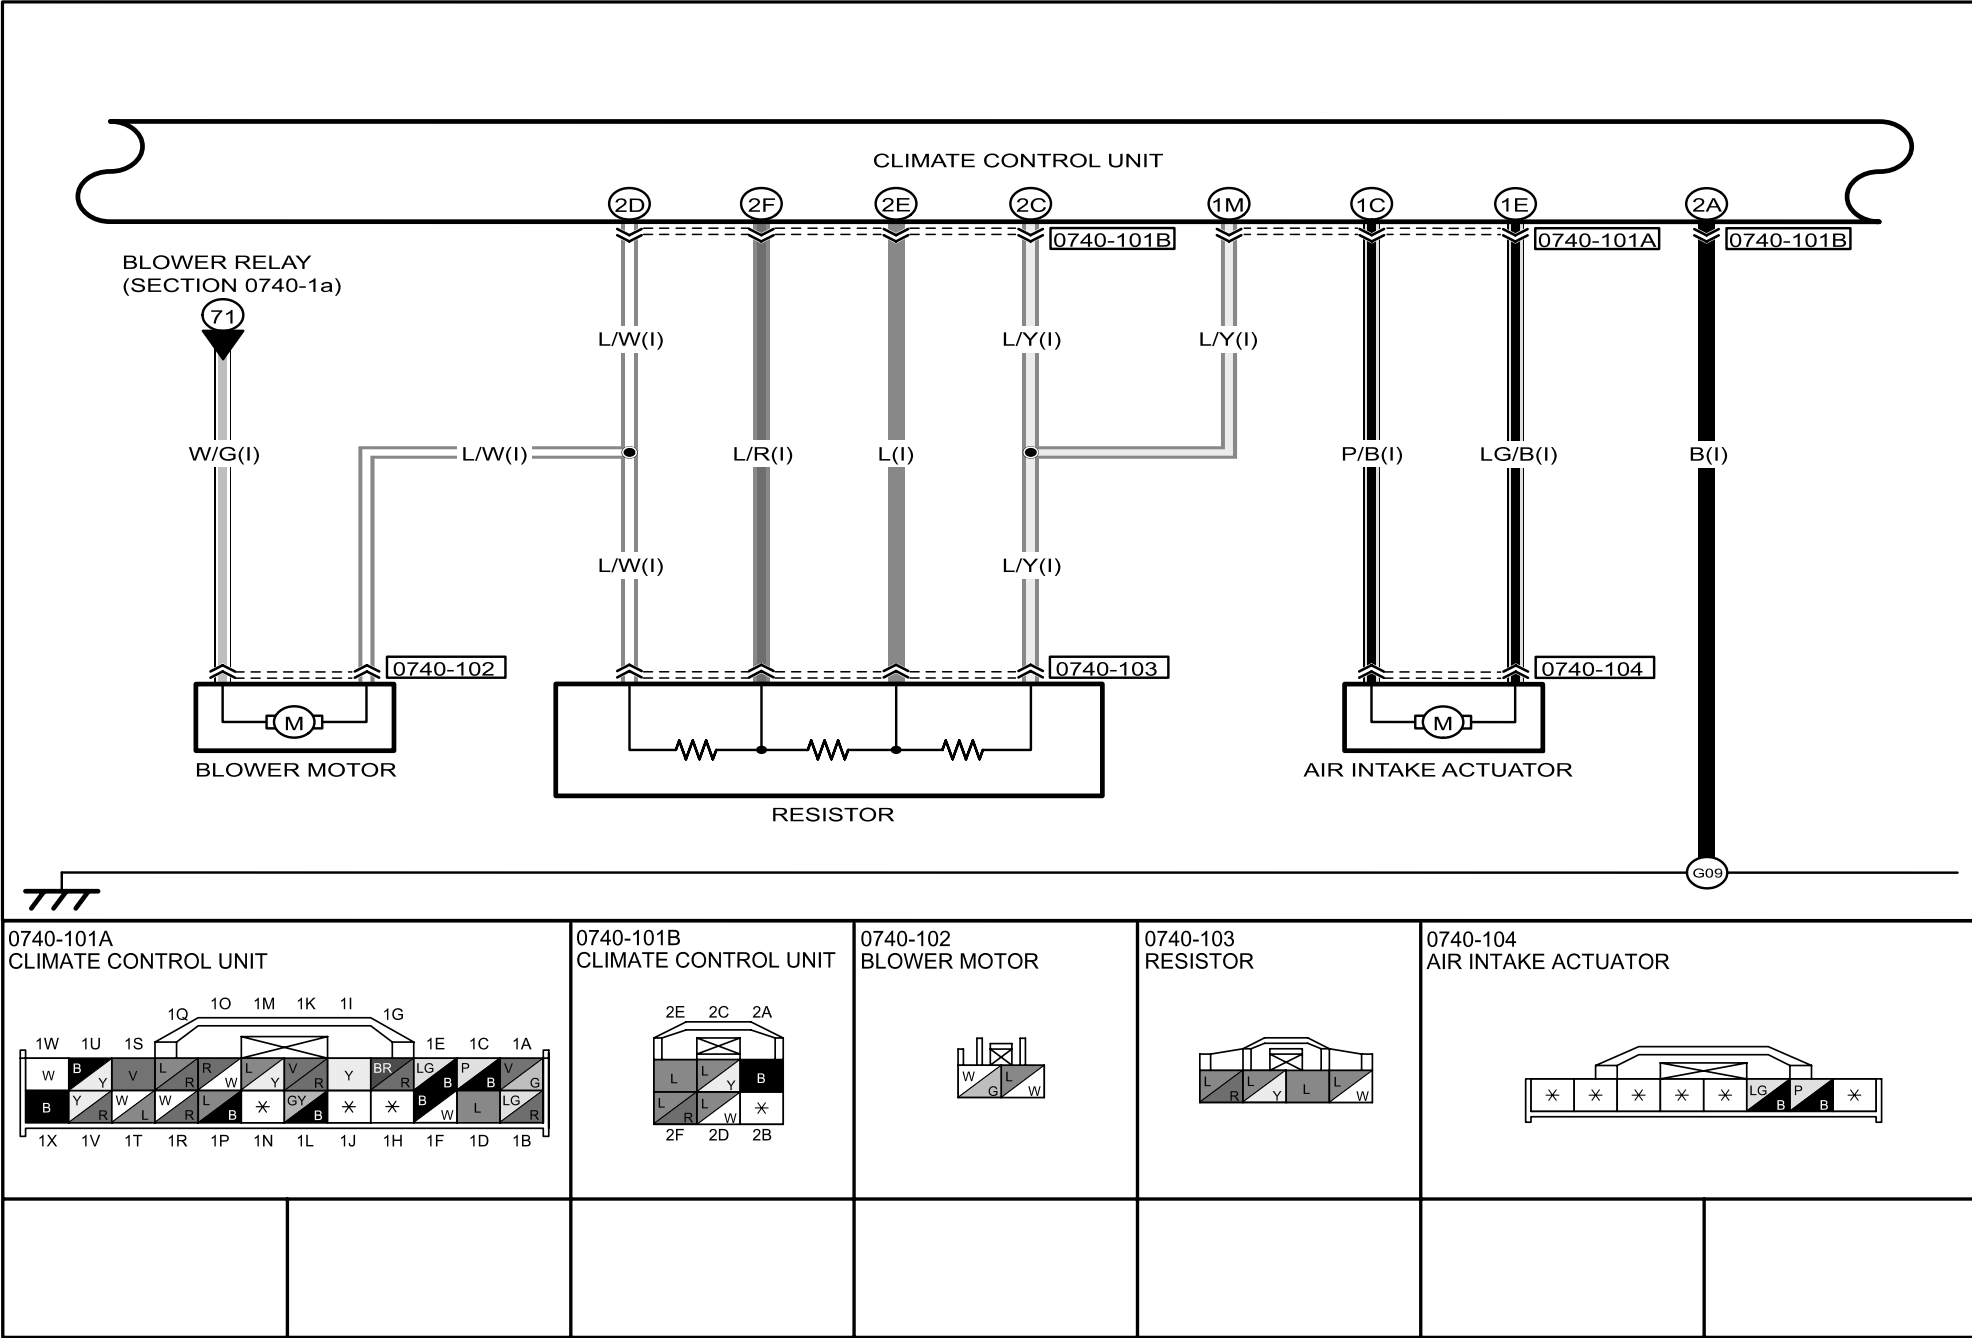 CLIMATE CONTROL UNIT
2D 2F 2E 2C 1M 1C 1E 2A
0740-101B 0740-101A 0740-101B
BLOWER RELAY
(SECTION 0740-1a)
71
L/W(I) L/Y(I) L/Y(I)
W/G(I) L/W(I) L/R(I) L(I) P/B(I) LG/B(I) B(I)
L/W(I) L/Y(I)
0740-102 0740-103 0740-104
M M
BLOWER MOTOR AIR INTAKE ACTUATOR
RESISTOR
G09
0740-101A
CLIMATE CONTROL UNIT
1Q 1O 1M 1K 1I 1G
1W 1U 1S 1E 1C 1A
W B Y V L R R W L Y V R Y BR R LG B P B V G
B Y R W L W R L B * GY B * * B W L LG R
1X 1V 1T 1R 1P 1N 1L 1J 1H 1F 1D 1B
0740-101B
CLIMATE CONTROL UNIT
2E 2C 2A
L L Y B
L R L W *
2F 2D 2B
0740-102
BLOWER MOTOR
W G L W
0740-103
RESISTOR
L R L Y L L W
0740-104
AIR INTAKE ACTUATOR
* * * * * LG B P B *